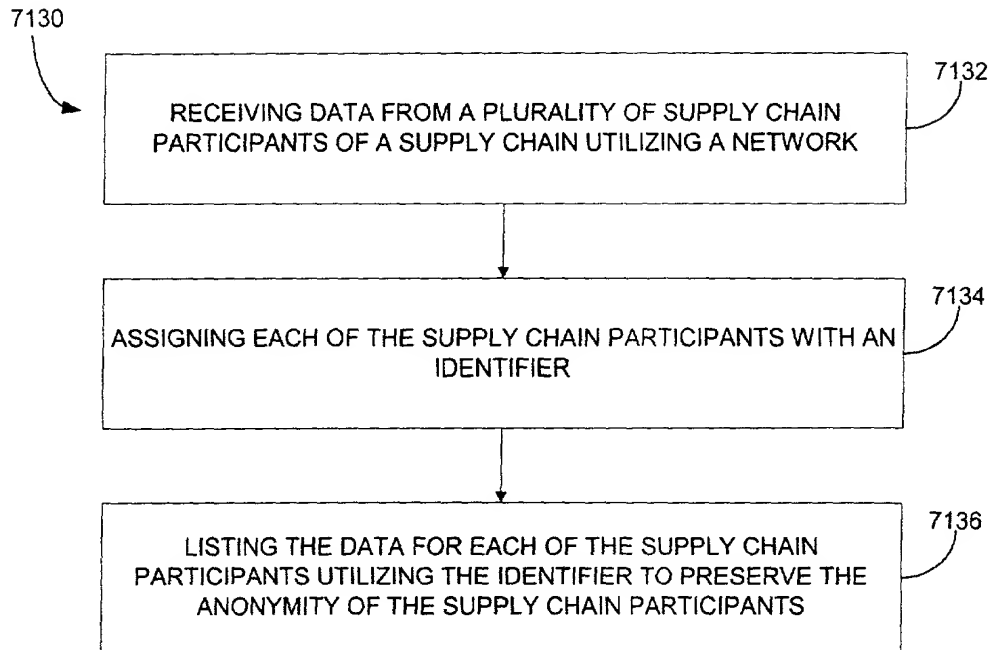 7130
7132
RECEIVING DATA FROM A PLURALITY OF SUPPLY CHAIN
PARTICIPANTS OF A SUPPLY CHAIN UTILIZING A NETWORK
7134
ASSIGNING EACH OF THE SUPPLY CHAIN PARTICIPANTS WITH AN
IDENTIFIER
7136
LISTING THE DATA FOR EACH OF THE SUPPLY CHAIN
PARTICIPANTS UTILIZING THE IDENTIFIER TO PRESERVE THE
ANONYMITY OF THE SUPPLY CHAIN PARTICIPANTS